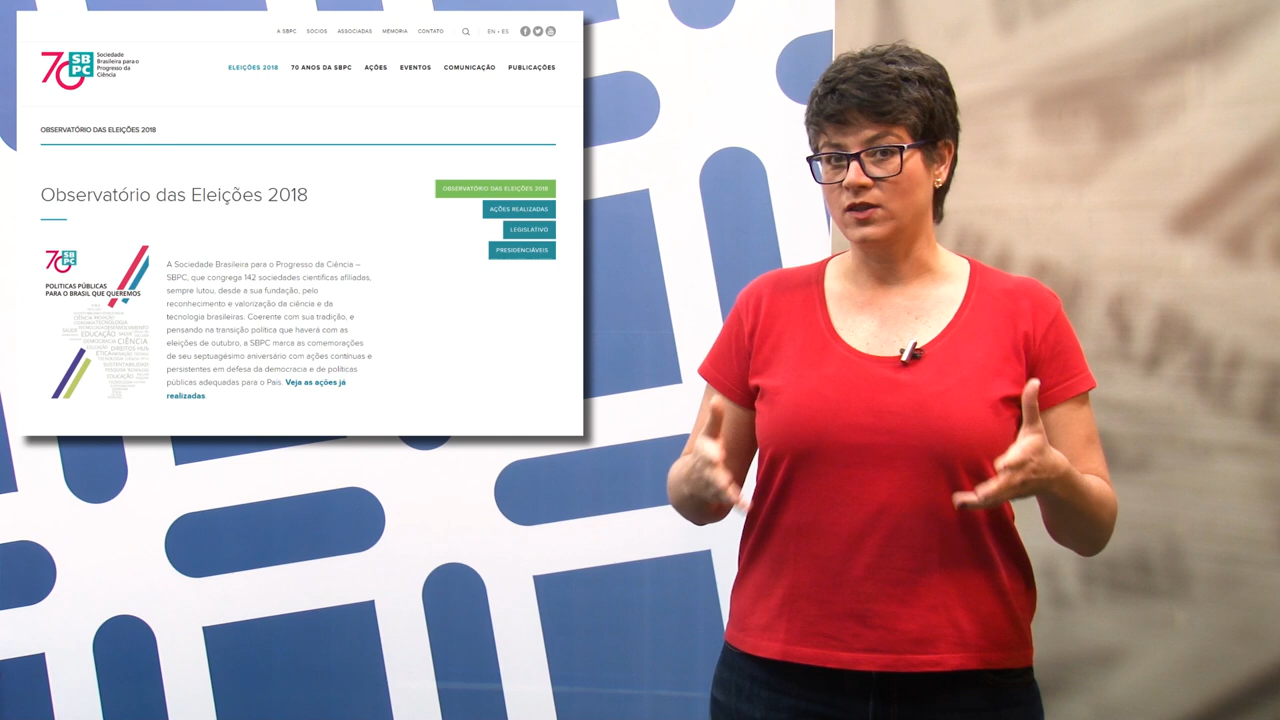 A SBPC SÓCIOS ASSOCIADAS MEMÓRIA CONTATO EN • ES
70 SBPC Sociedade
Brasileira para o
Progresso da
Ciência
ELEIÇÕES 2018 70 ANOS DA SBPC AÇÕES EVENTOS COMUNICAÇÃO PUBLICAÇÕES
OBSERVATÓRIO DAS ELEIÇÕES 2018
Observatório das Eleições 2018
OBSERVATÓRIO DAS ELEIÇÕES 2018
AÇÕES REALIZADAS
LEGISLATIVO
PRESIDENCIÁVEIS
70 SBPC
POLITICAS PÚBLICAS
PARA O BRASIL QUE QUEREMOS
TECNOLOGIA
EDUCAÇÃO
DEMOCRACIA CIÊNCIA
DIREITOS HUM
SUSTENTABILIDADE
EDUCAÇÃO
A Sociedade Brasileira para o Progresso da Ciência –
SBPC, que congrega 142 sociedades científicas afiliadas,
sempre lutou, desde a sua fundação, pelo
reconhecimento e valorização da ciência e da
tecnologia brasileiras. Coerente com sua tradição, e
pensando na transição política que haverá com as
eleições de outubro, a SBPC marca as comemorações
de seu septuagésimo aniversário com ações contínuas e
persistentes em defesa da democracia e de políticas
públicas adequadas para o País. Veja as ações já
realizadas.